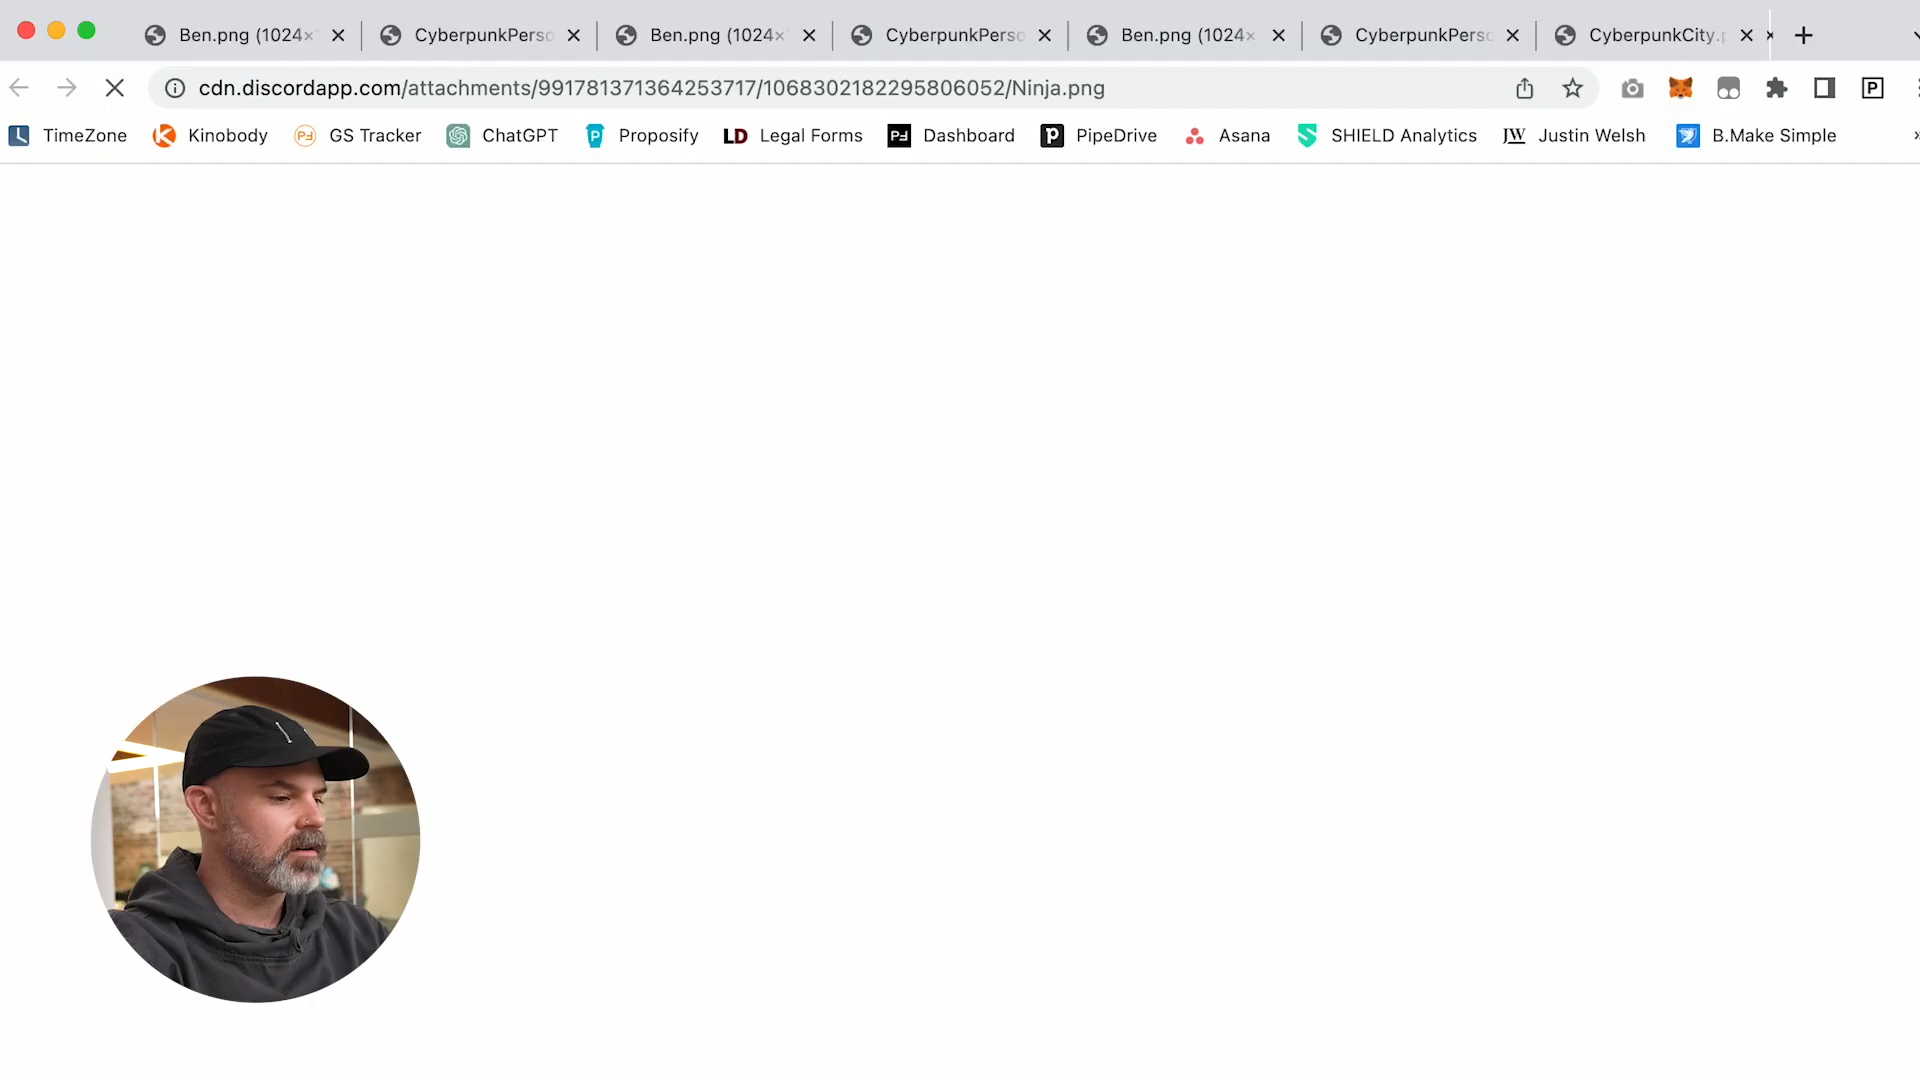 Ben.png (1024× CyberpunkPerso Ben.png (1024× CyberpunkPerso Ben.png (1024× CyberpunkPerso CyberpunkCity.p
cdn.discordapp.com/attachments/991781371364253717/1068302182295806052/Ninja.png
TimeZone Kinobody GS Tracker ChatGPT Proposify LD Legal Forms Dashboard PipeDrive Asana SHIELD Analytics JW Justin Welsh B.Make Simple